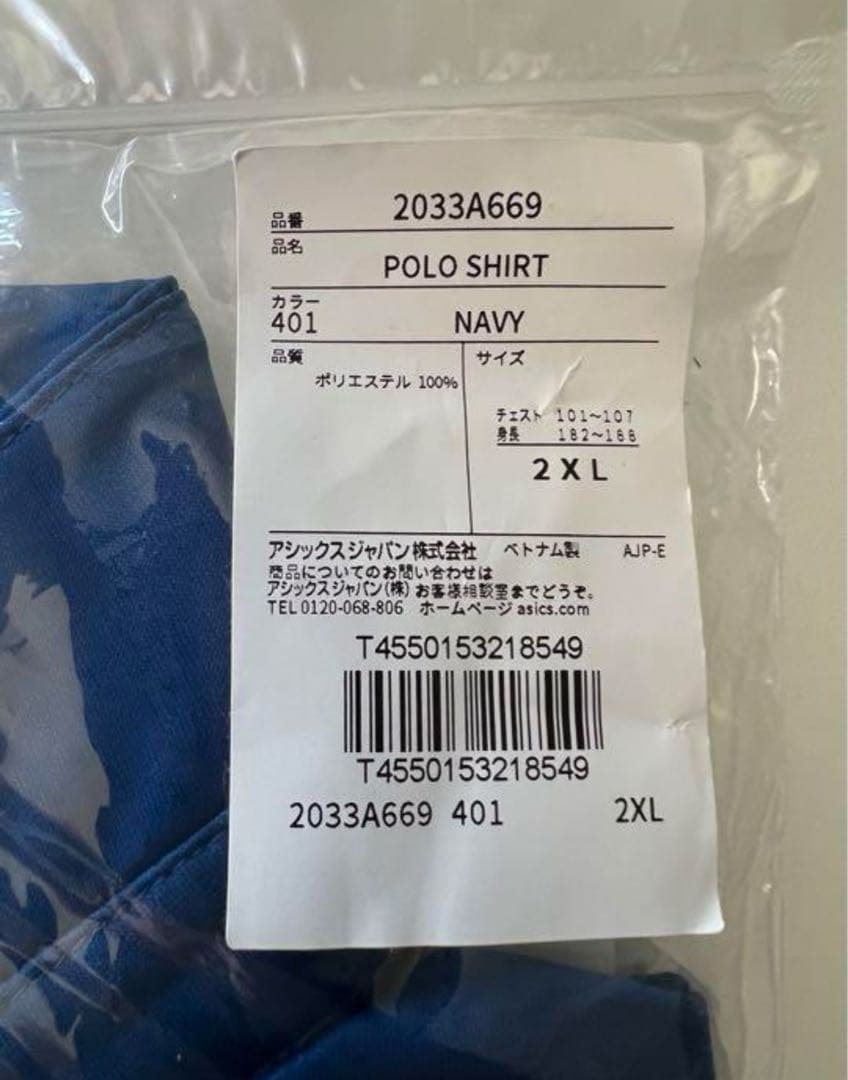 品番 2033A669
品名
POLO SHIRT
カラー
401 NAVY
品質 サイズ
ポリエステル 100%
チェスト 101~107
身長 182~188
2XL
アシックスジャパン株式会社 ベトナム製 AJP-E
商品についてのお問い合わせは
アシックスジャパン(株)お客様相談室までどうぞ。
TEL 0120-068-806 ホームページ asics.com
T4550153218549
T4550153218549
2033A669 401 2XL